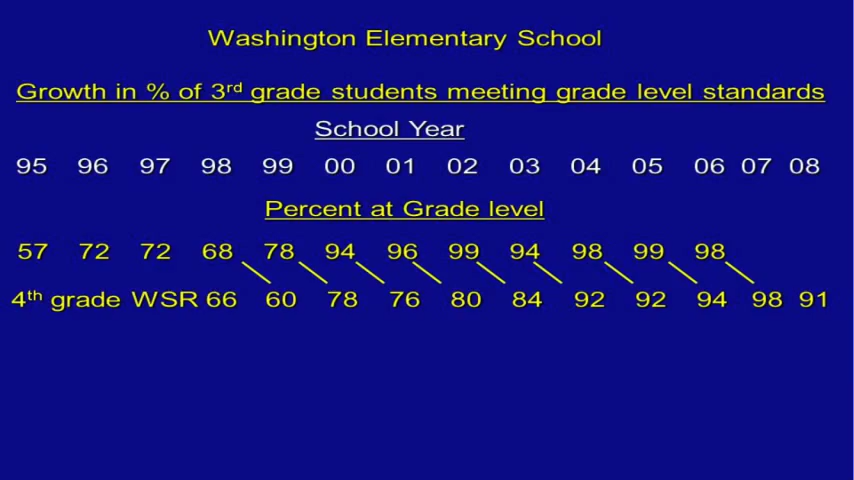 Washington Elementary School
Growth in % of 3rd grade students meeting grade level standards
School Year
95 96 97 98 99 00 01 02 03 04 05 06 07 08
Percent at Grade level
57 72 72 68 78 94 96 99 94 98 99 98
4th grade WSR 66 60 78 76 80 84 92 92 94 98 91